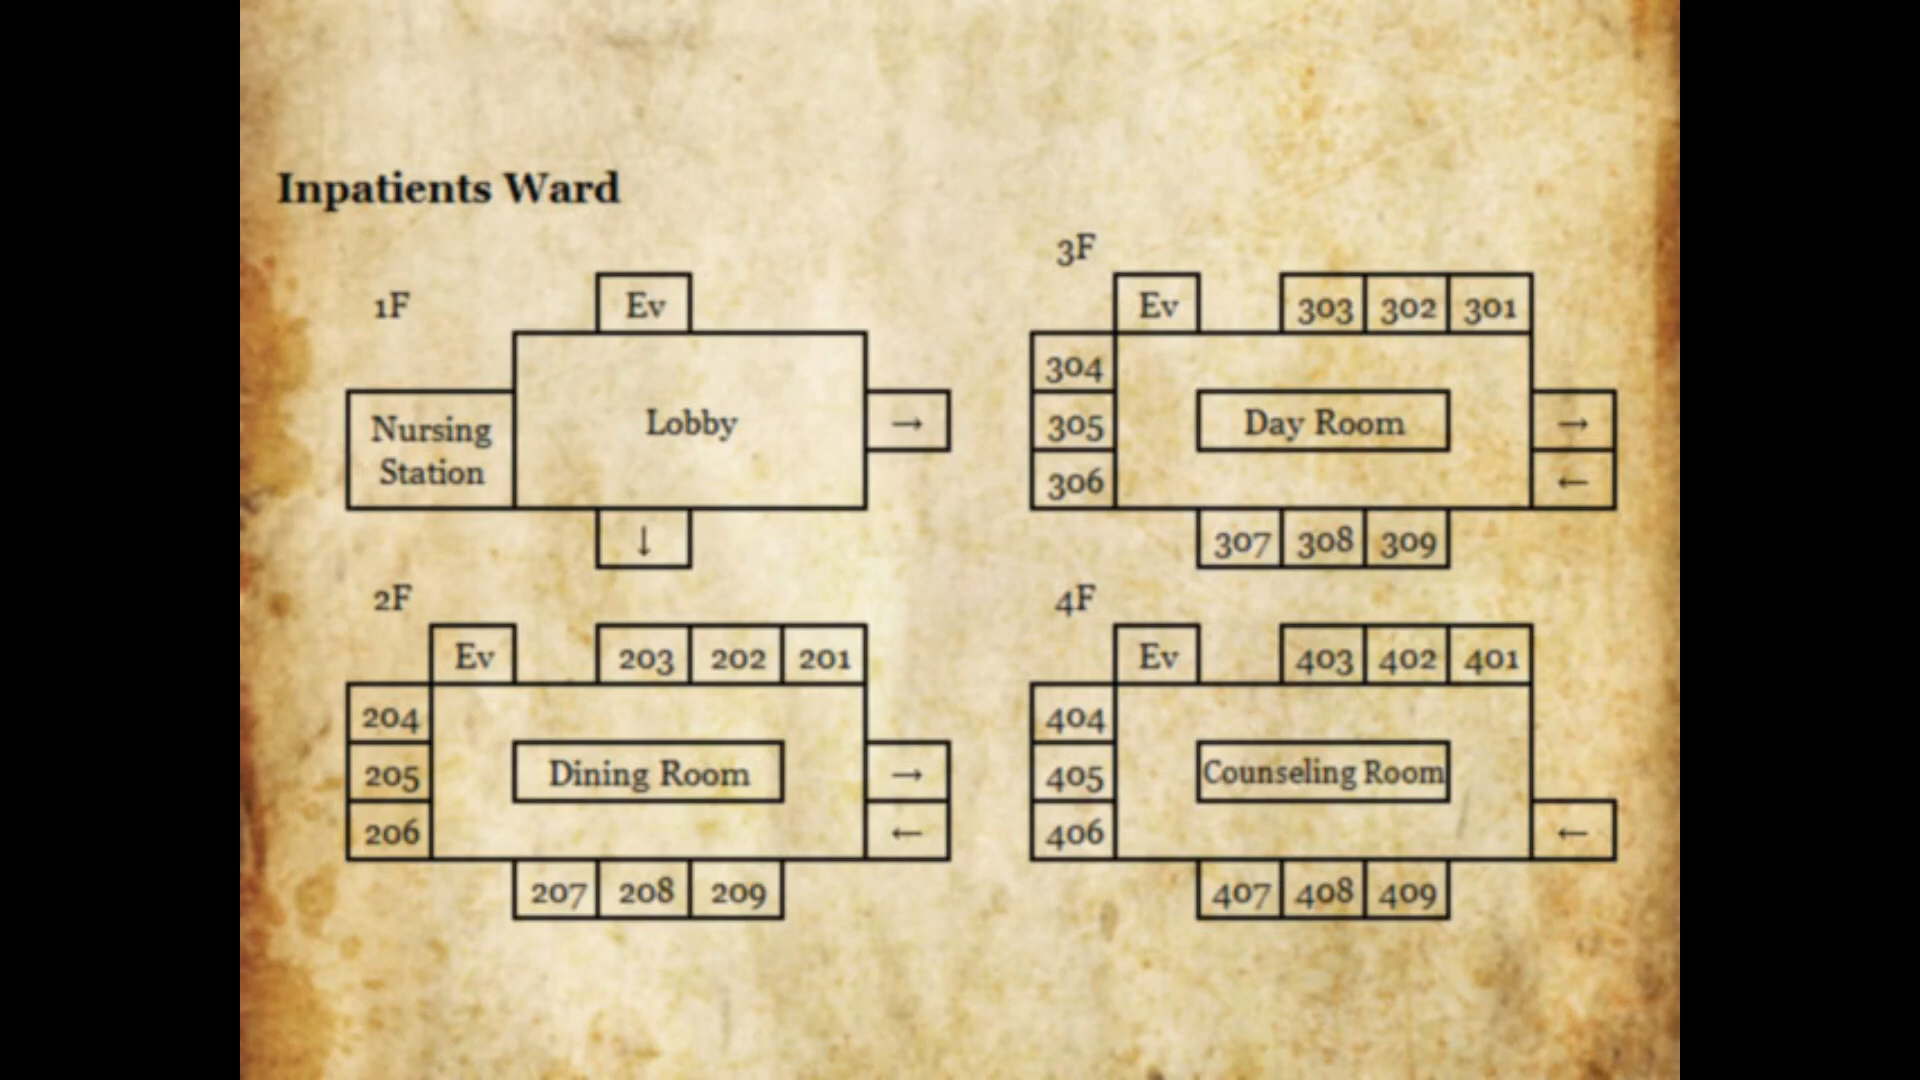 Inpatients Ward
1F
Ev
Nursing
Station
Lobby
→
↓
2F
Ev
203 202 201
204
205
206
Dining Room
→
←
207 208 209
3F
Ev
303 302 301
304
305
306
Day Room
→
←
307 308 309
4F
Ev
403 402 401
404
405
406
Counseling Room
←
407 408 409